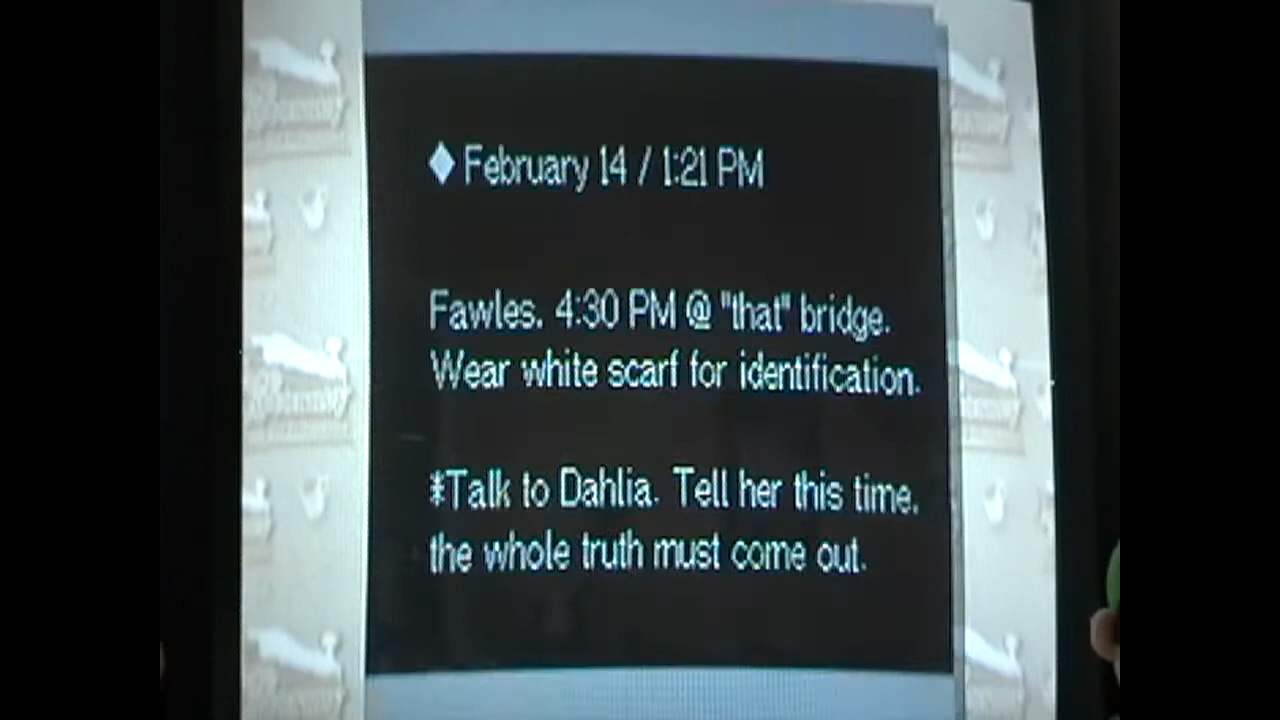 ♦February 14 / 1:21 PM
Fawles. 4:30 PM @ "that" bridge.
Wear white scarf for identification.
*Talk to Dahlia. Tell her this time,
the whole truth must come out.